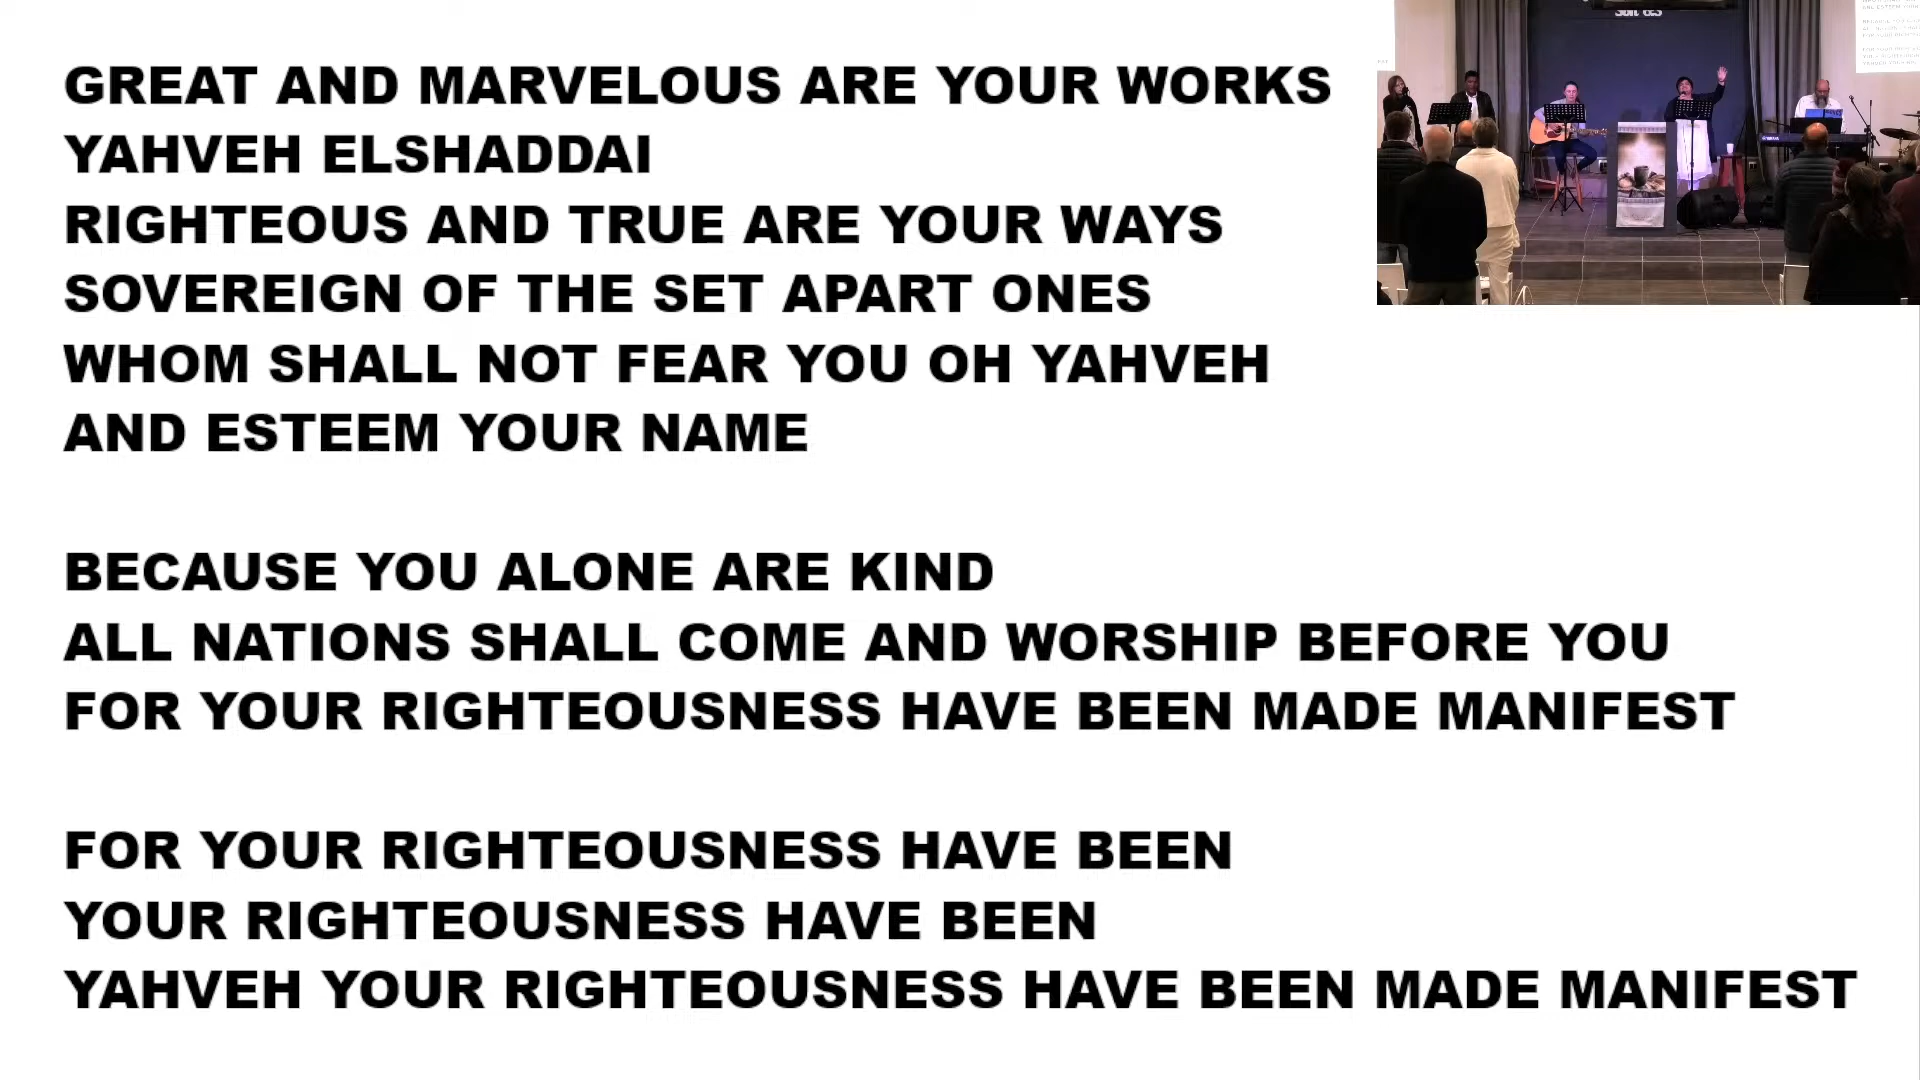 GREAT AND MARVELOUS ARE YOUR WORKS
YAHVEH ELSHADDAI
RIGHTEOUS AND TRUE ARE YOUR WAYS
SOVEREIGN OF THE SET APART ONES
WHOM SHALL NOT FEAR YOU OH YAHVEH
AND ESTEEM YOUR NAME
BECAUSE YOU ALONE ARE KIND
ALL NATIONS SHALL COME AND WORSHIP BEFORE YOU
FOR YOUR RIGHTEOUSNESS HAVE BEEN MADE MANIFEST
FOR YOUR RIGHTEOUSNESS HAVE BEEN
YOUR RIGHTEOUSNESS HAVE BEEN
YAHVEH YOUR RIGHTEOUSNESS HAVE BEEN MADE MANIFEST